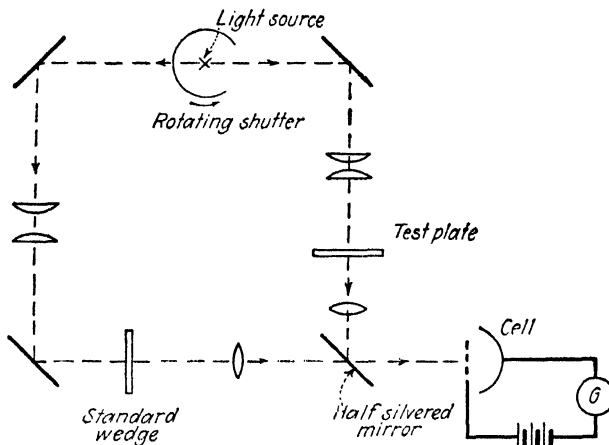 Light source
Rotating shutter
Test plate
Cell
G
Standard
wedge
Half silvered
mirror